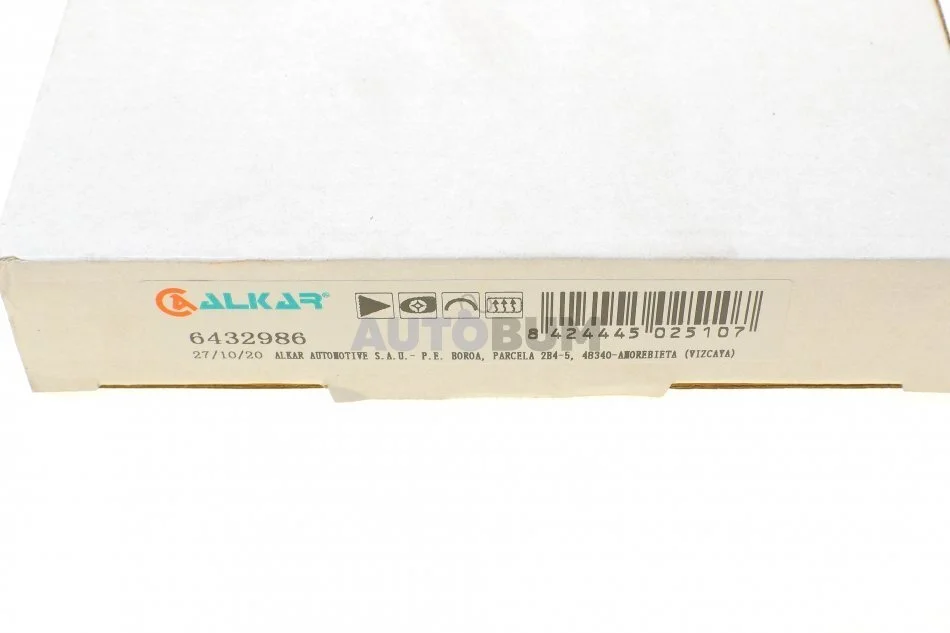 ALKAR®
6432986
8 424445 025107
27/10/20 ALKAR AUTOMOTIVE S.A.U.- P.E. BOROA, PARCELA 2B4-5, 48340-AMOREBIETA (VIZCAYA)
AUTOBUM